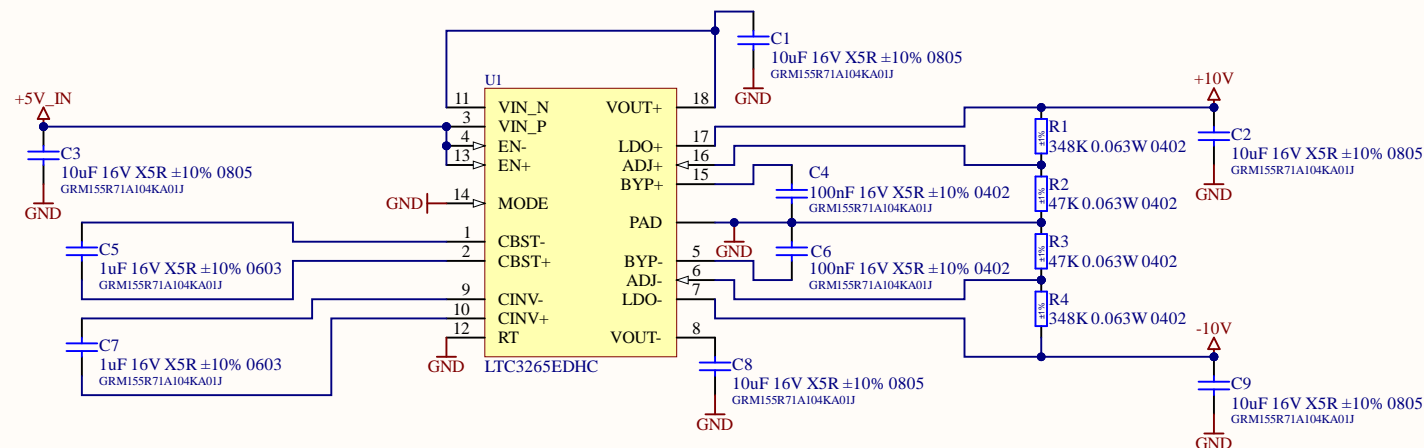 C1
10uF 16V X5R ±10% 0805
GRM155R71A104KA01J
GND
U1
+5V_IN
C3
10uF 16V X5R ±10% 0805
GRM155R71A104KA01J
GND
11 VIN_N
3 VIN_P
4 EN-
13 EN+
GND 14 MODE
1 CBST-
2 CBST+
9 CINV-
10 CINV+
12 RT
GND
VOUT+ 18
LDO+ 17
ADJ+ 16
BYP+ 15
PAD
BYP- 5
ADJ- 6
LDO- 7
VOUT- 8
LTC3265EDHC
C5
1uF 16V X5R ±10% 0603
GRM155R71A104KA01J
C7
1uF 16V X5R ±10% 0603
GRM155R71A104KA01J
C4
100nF 16V X5R ±10% 0402
GRM155R71A104KA01J
GND
C6
100nF 16V X5R ±10% 0402
GRM155R71A104KA01J
C8
10uF 16V X5R ±10% 0805
GRM155R71A104KA01J
GND
±1%
R1
348K 0.063W 0402
±1%
R2
47K 0.063W 0402
±1%
R3
47K 0.063W 0402
±1%
R4
348K 0.063W 0402
+10V
C2
10uF 16V X5R ±10% 0805
GRM155R71A104KA01J
GND
-10V
C9
10uF 16V X5R ±10% 0805
GRM155R71A104KA01J
GND